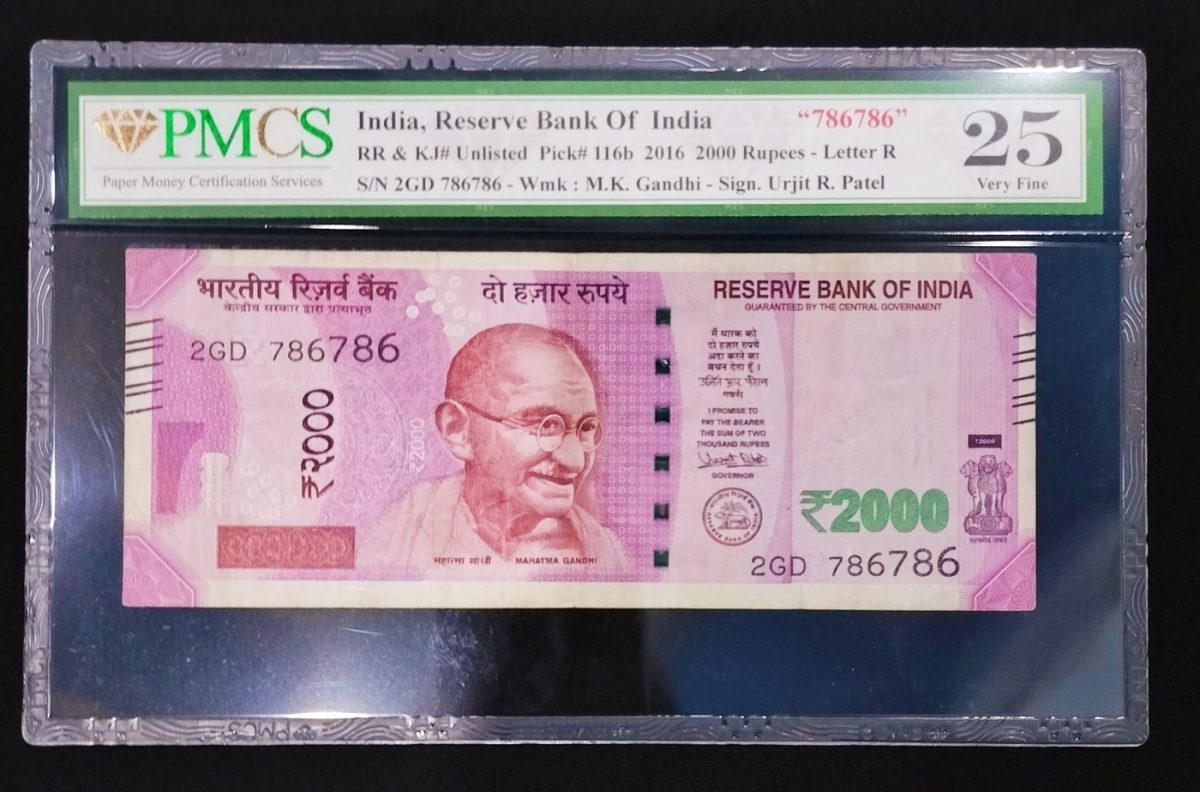 PMCS
Paper Money Certification Services
India, Reserve Bank Of India
“786786”
RR & KJ# Unlisted Pick# 116b 2016 2000 Rupees - Letter R
S/N 2GD 786786 - Wmk : M.K. Gandhi - Sign. Urjit R. Patel
25
Very Fine
भारतीय रिज़र्व बैंक
केन्द्रीय सरकार द्वारा प्रत्याभूत
दो हज़ार रुपये
RESERVE BANK OF INDIA
GUARANTEED BY THE CENTRAL GOVERNMENT
2GD 786786
₹२०००
₹2000
मैं धारक को
दो हज़ार रुपये
अदा करने का
वचन देता हूँ ।
गवर्नर
I PROMISE TO
PAY THE BEARER
THE SUM OF TWO
THOUSAND RUPEES
GOVERNOR
₹2000
₹2000
सत्यमेव जयते
महात्मा गांधी MAHATMA GANDHI
2GD 786786
PMCS
PMCS
PMCS